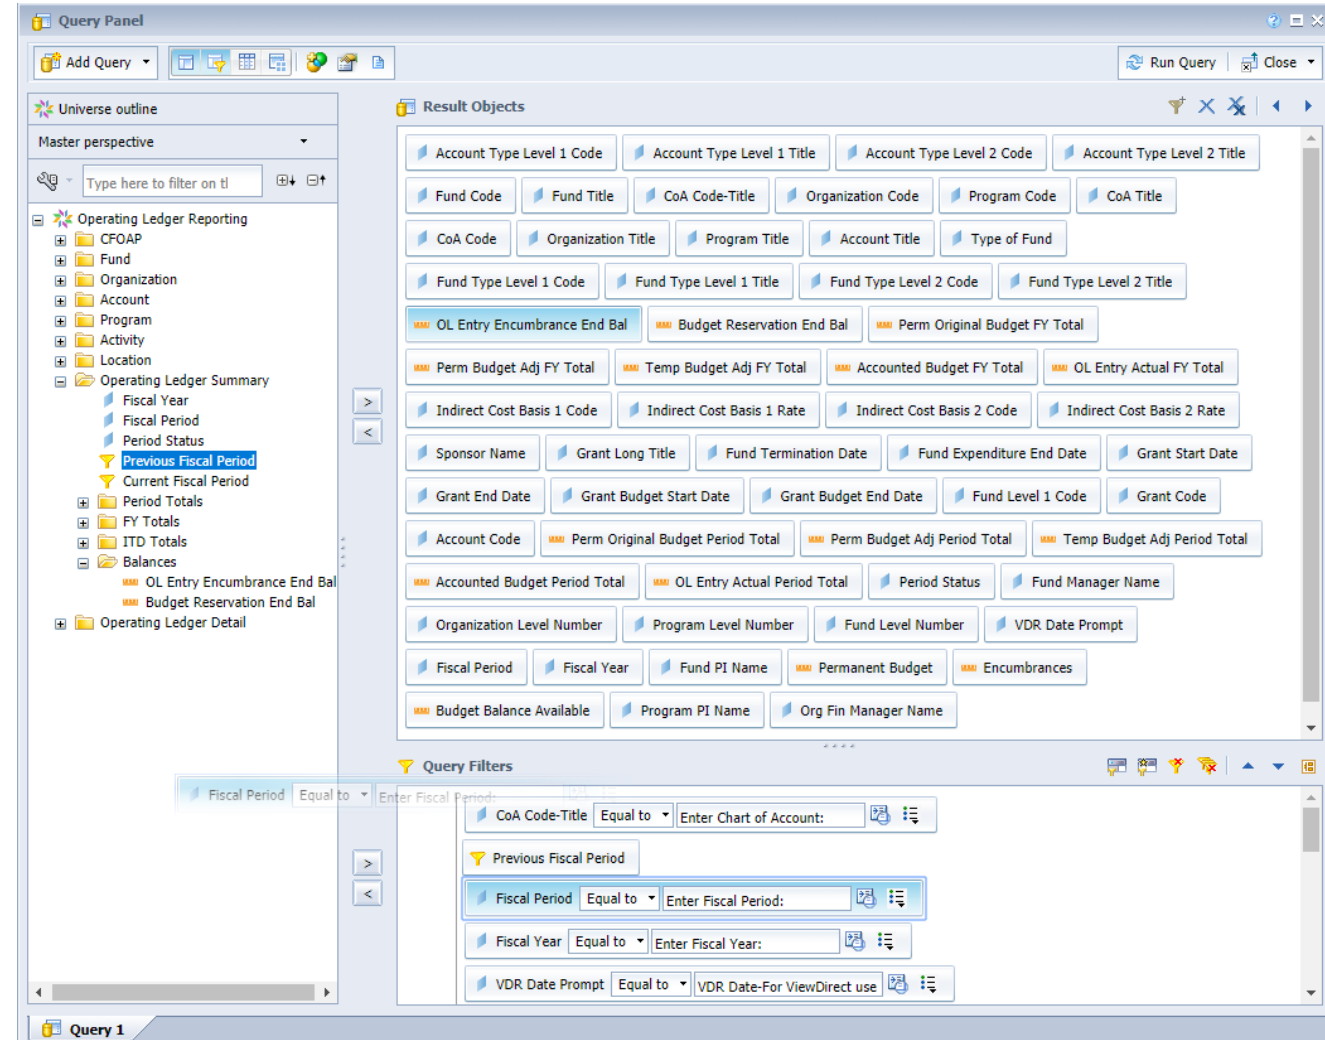 Query Panel
Add Query
Run Query Close
Universe outline
Master perspective
Type here to filter on tl
Operating Ledger Reporting
CFOAP
Fund
Organization
Account
Program
Activity
Location
Operating Ledger Summary
Fiscal Year
Fiscal Period
Period Status
Previous Fiscal Period
Current Fiscal Period
Period Totals
FY Totals
ITD Totals
Balances
OL Entry Encumbrance End Bal
Budget Reservation End Bal
Operating Ledger Detail
>
<
Result Objects
Account Type Level 1 Code Account Type Level 1 Title Account Type Level 2 Code Account Type Level 2 Title
Fund Code Fund Title CoA Code-Title Organization Code Program Code CoA Title
CoA Code Organization Title Program Title Account Title Type of Fund
Fund Type Level 1 Code Fund Type Level 1 Title Fund Type Level 2 Code Fund Type Level 2 Title
OL Entry Encumbrance End Bal Budget Reservation End Bal Perm Original Budget FY Total
Perm Budget Adj FY Total Temp Budget Adj FY Total Accounted Budget FY Total OL Entry Actual FY Total
Indirect Cost Basis 1 Code Indirect Cost Basis 1 Rate Indirect Cost Basis 2 Code Indirect Cost Basis 2 Rate
Sponsor Name Grant Long Title Fund Termination Date Fund Expenditure End Date Grant Start Date
Grant End Date Grant Budget Start Date Grant Budget End Date Fund Level 1 Code Grant Code
Account Code Perm Original Budget Period Total Perm Budget Adj Period Total Temp Budget Adj Period Total
Accounted Budget Period Total OL Entry Actual Period Total Period Status Fund Manager Name
Organization Level Number Program Level Number Fund Level Number VDR Date Prompt
Fiscal Period Fiscal Year Fund PI Name Permanent Budget Encumbrances
Budget Balance Available Program PI Name Org Fin Manager Name
Query Filters
Fiscal Period Equal to Enter Fiscal Period:
CoA Code-Title Equal to Enter Chart of Account:
Previous Fiscal Period
Fiscal Period Equal to Enter Fiscal Period:
Fiscal Year Equal to Enter Fiscal Year:
VDR Date Prompt Equal to VDR Date-For ViewDirect use
>
<
Query 1